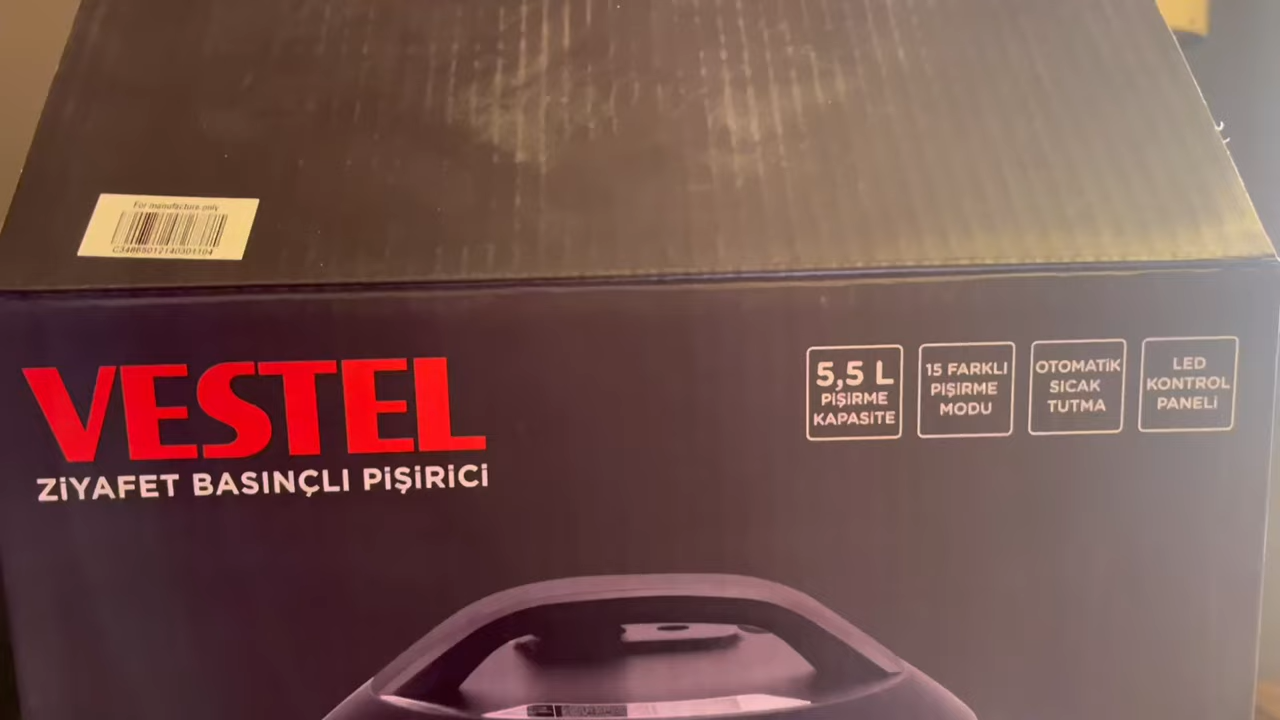 For manufacture only
C3486S012140301104
VESTEL
ZİYAFET BASINÇLI PİŞİRİCİ
5,5 L
PİŞİRME
KAPASİTE
15 FARKLI
PİŞİRME
MODU
OTOMATİK
SICAK
TUTMA
LED
KONTROL
PANELİ